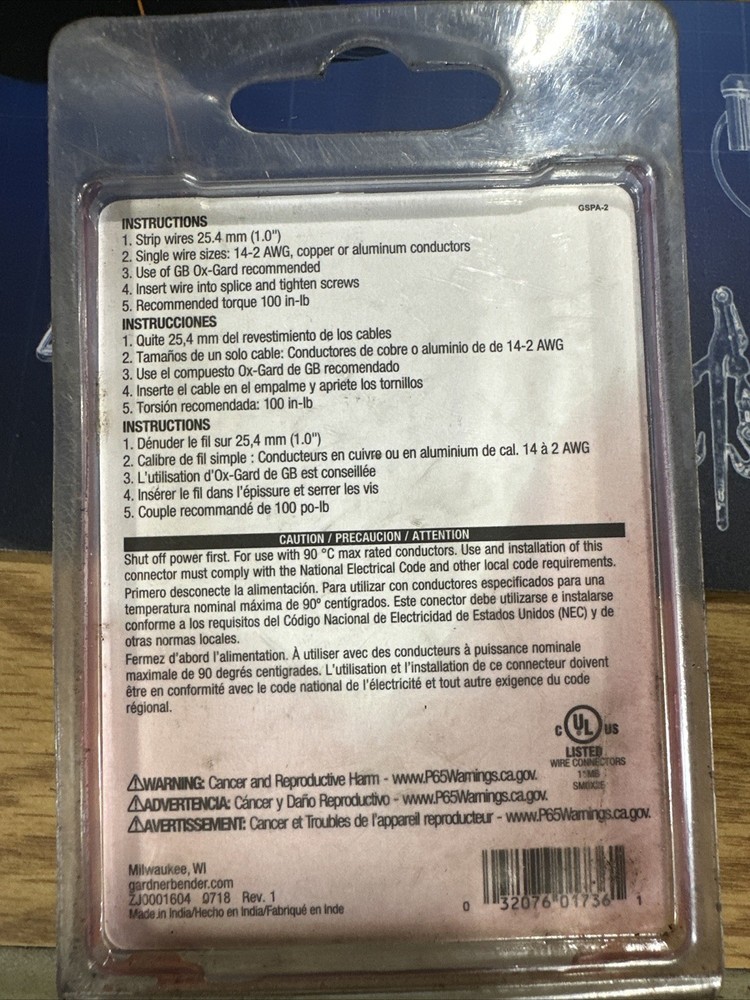 GSPA-2
INSTRUCTIONS
1. Strip wires 25.4 mm (1.0")
2. Single wire sizes: 14-2 AWG, copper or aluminum conductors
3. Use of GB Ox-Gard recommended
4. Insert wire into splice and tighten screws
5. Recommended torque 100 in-lb
INSTRUCCIONES
1. Quite 25,4 mm del revestimiento de los cables
2. Tamaños de un solo cable: Conductores de cobre o aluminio de de 14-2 AWG
3. Use el compuesto Ox-Gard de GB recomendado
4. Inserte el cable en el empalme y apriete los tornillos
5. Torsión recomendada: 100 in-lb
INSTRUCTIONS
1. Dénuder le fil sur 25,4 mm (1.0")
2. Calibre de fil simple : Conducteurs en cuivre ou en aluminium de cal. 14 à 2 AWG
3. L'utilisation d'Ox-Gard de GB est conseillée
4. Insérer le fil dans l'épissure et serrer les vis
5. Couple recommandé de 100 po-lb
CAUTION / PRECAUCION / ATTENTION
Shut off power first. For use with 90 °C max rated conductors. Use and installation of this
connector must comply with the National Electrical Code and other local code requirements.
Primero desconecte la alimentación. Para utilizar con conductores especificados para una
temperatura nominal máxima de 90º centígrados. Este conector debe utilizarse e instalarse
conforme a los requisitos del Código Nacional de Electricidad de Estados Unidos (NEC) y de
otras normas locales.
Fermez d'abord l'alimentation. À utiliser avec des conducteurs à puissance nominale
maximale de 90 degrés centigrades. L'utilisation et l'installation de ce connecteur doivent
être en conformité avec le code national de l'électricité et tout autre exigence du code
régional.
C UL US
LISTED
WIRE CONNECTORS
⚠WARNING: Cancer and Reproductive Harm - www.P65Warnings.ca.gov.
⚠ADVERTENCIA: Cáncer y Daño Reproductivo - www.P65Warnings.ca.gov.
⚠AVERTISSEMENT: Cancer et Troubles de l'appareil reproducteur - www.P65Warnings.ca.gov.
Milwaukee, WI
gardnerbender.com
ZJ0001604 0718 Rev. 1
Made in India/Hecho en India/Fabriqué en Inde
0 32076 01736 1